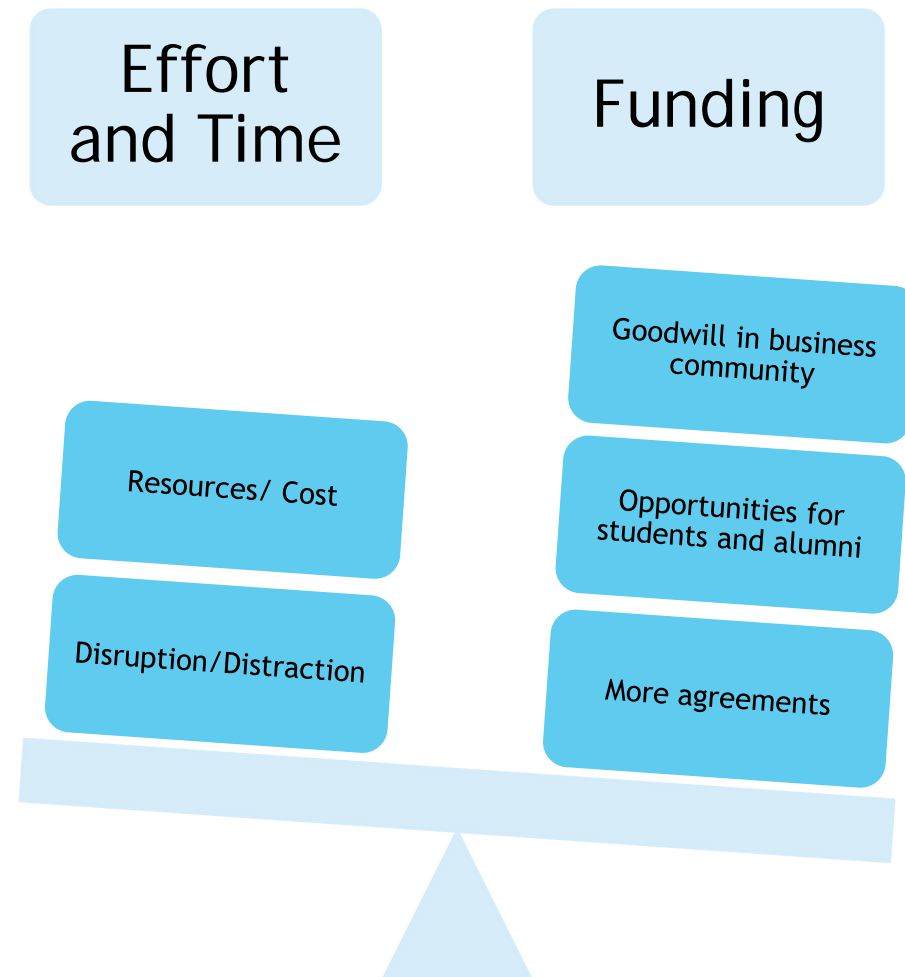 Effort
and Time
Funding
Goodwill in business
community
Resources/ Cost
Opportunities for
students and alumni
Disruption/Distraction
More agreements